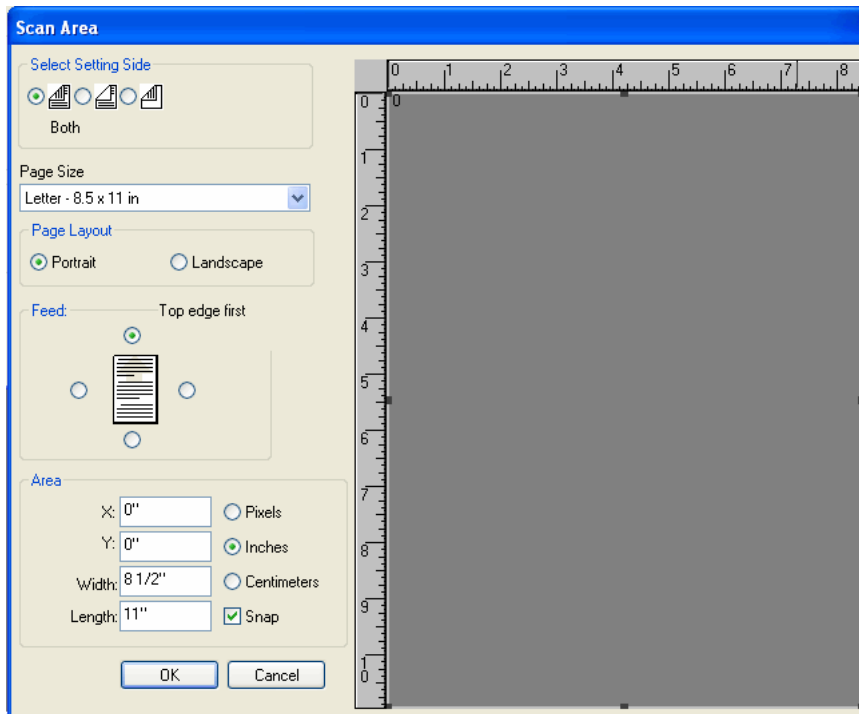 Scan Area
Select Setting Side
Both
Page Size
Letter - 8.5 x 11 in
Page Layout
Portrait Landscape
Feed: Top edge first
Area
X: 0" Pixels
Y: 0" Inches
Width: 8 1/2" Centimeters
Length: 11" Snap
OK Cancel
0 1 2 3 4 5 6 7 8
0 0
1
2
3
4
5
6
7
8
9
10